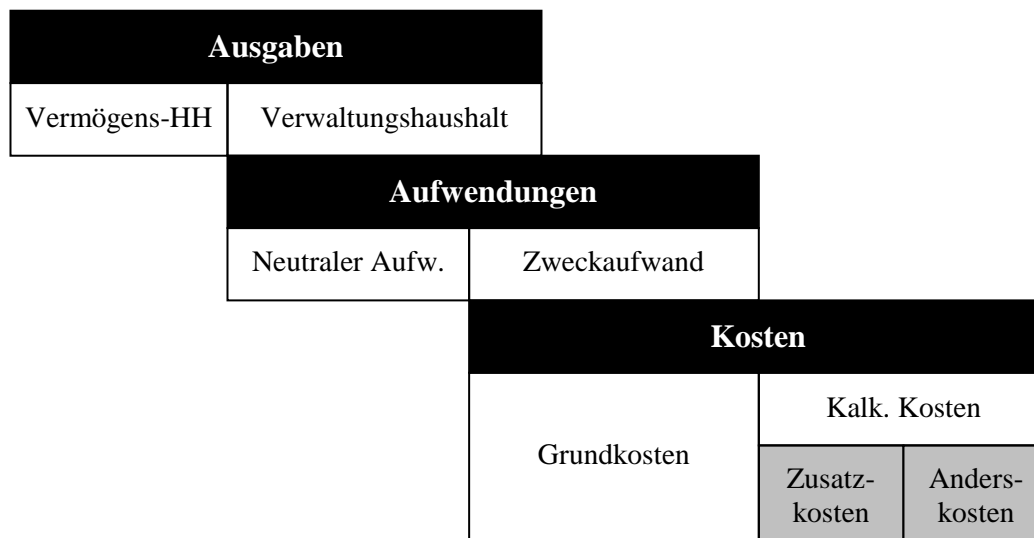 Ausgaben
Vermögens-HH
Verwaltungshaushalt
Aufwendungen
Neutraler Aufw.
Zweckaufwand
Kosten
Grundkosten
Kalk. Kosten
Zusatz-
kosten
Anders-
kosten